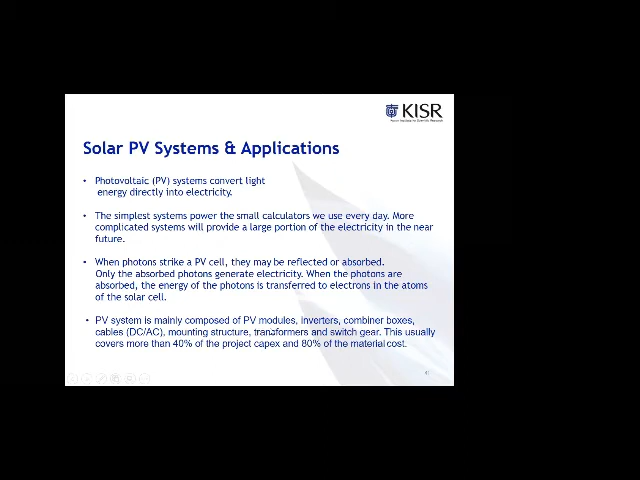 KISR
Kuwait Institute for Scientific Research
Solar PV Systems & Applications
• Photovoltaic (PV) systems convert light
energy directly into electricity.
• The simplest systems power the small calculators we use every day. More
complicated systems will provide a large portion of the electricity in the near
future.
• When photons strike a PV cell, they may be reflected or absorbed.
Only the absorbed photons generate electricity. When the photons are
absorbed, the energy of the photons is transferred to electrons in the atoms
of the solar cell.
• PV system is mainly composed of PV modules, inverters, combiner boxes,
cables (DC/AC), mounting structure, transformers and switch gear. This usually
covers more than 40% of the project capex and 80% of the material cost.